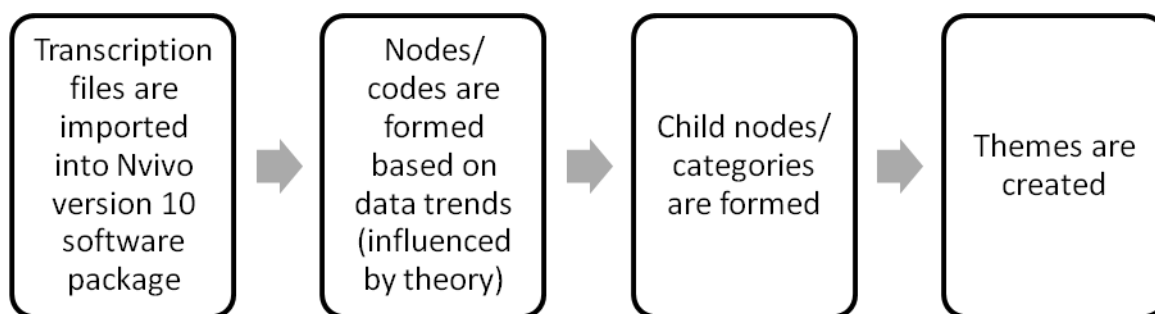 Transcription
files are
imported
into Nvivo
version 10
software
package
Nodes/
codes are
formed
based on
data trends
(influenced
by theory)
Child nodes/
categories
are formed
Themes are
created